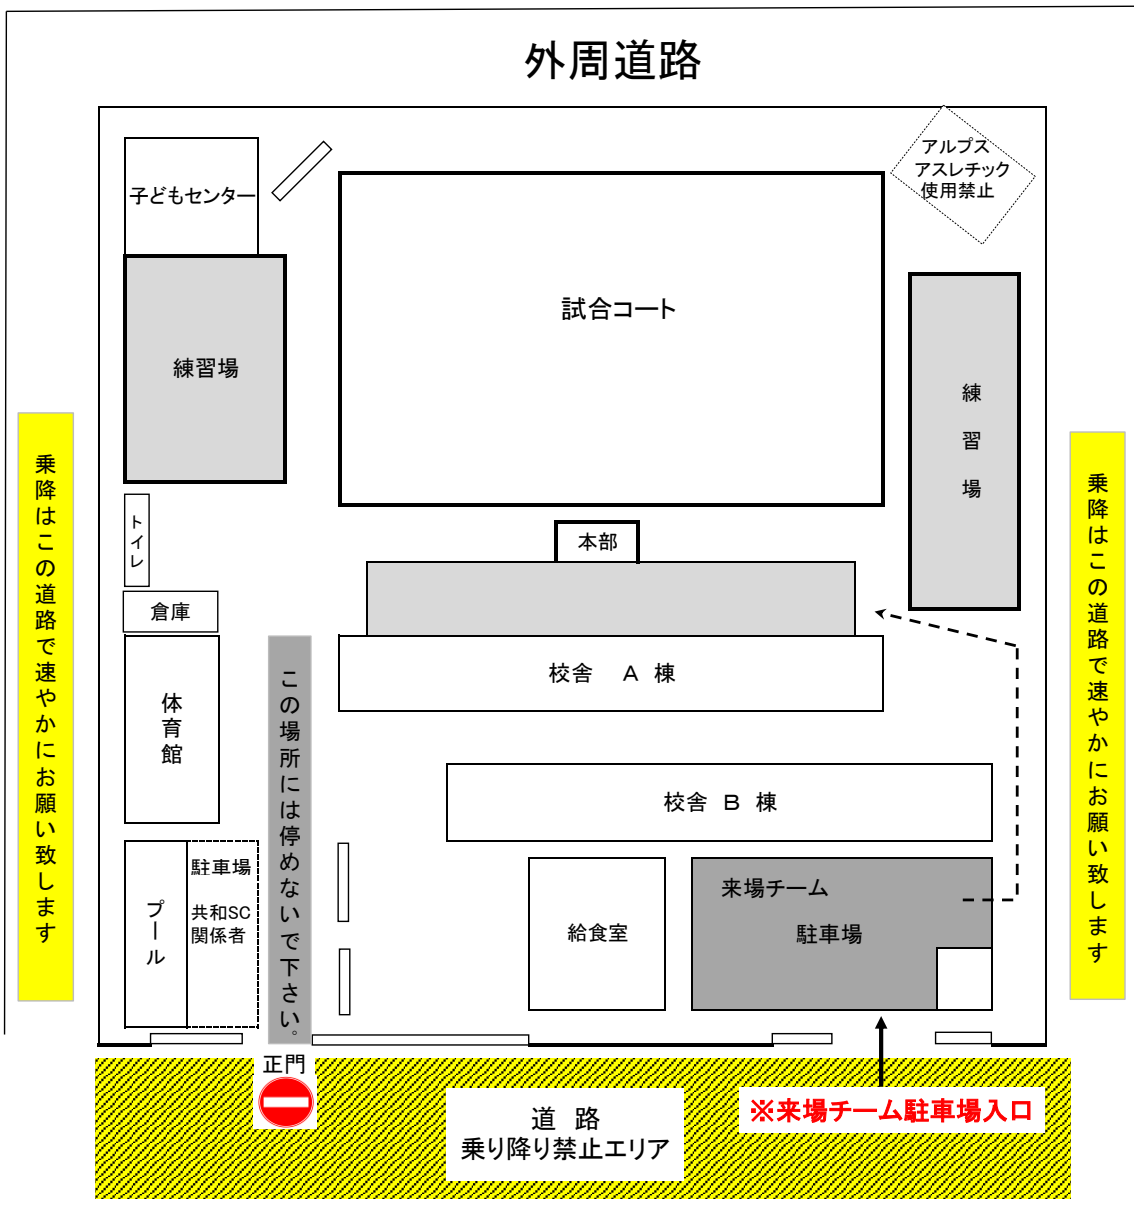 外周道路
アルプス
アスレチック
使用禁止
子どもセンター
試合コート
練習場
練習場
乗降はこの道路で速やかにお願い致します
乗降はこの道路で速やかにお願い致します
トイレ
本部
倉庫
校舎 A 棟
体育館
この場所には停めないで下さい。
校舎 B 棟
プール
駐車場
共和SC
関係者
給食室
来場チーム
駐車場
正門
※来場チーム駐車場入口
道 路
乗り降り禁止エリア